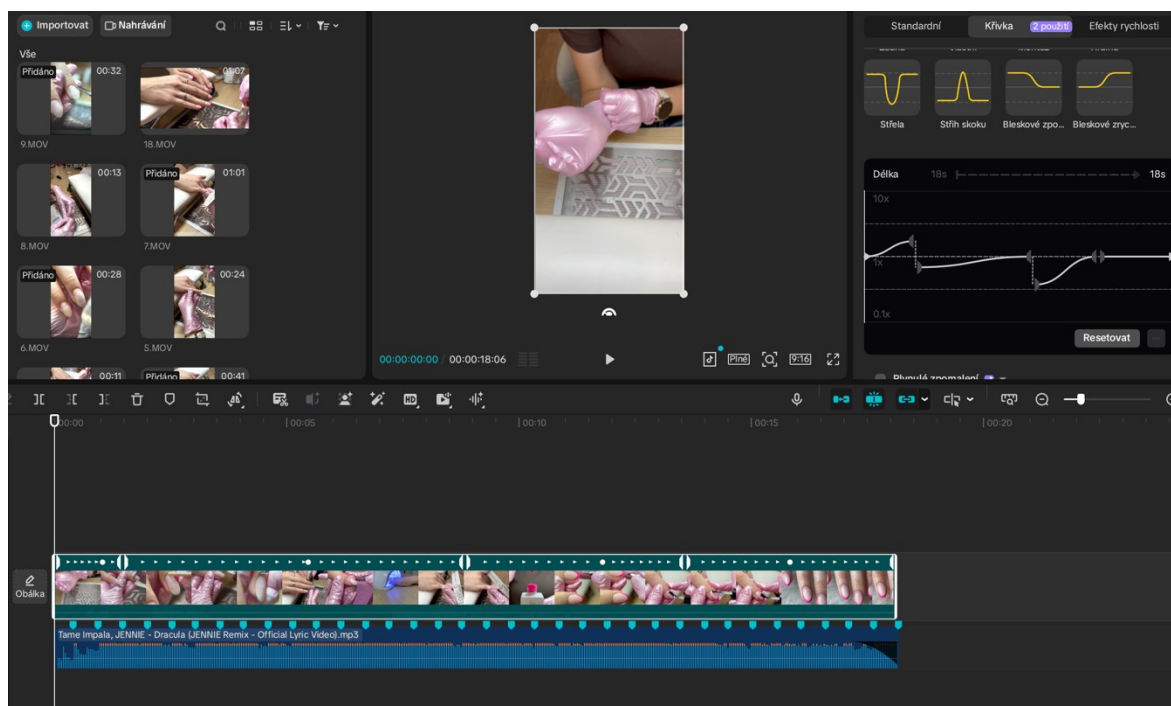 Importovat
Nahrávání
Vše
Přidáno
00:32
01:07
9.MOV
18.MOV
00:13
Přidáno
01:01
8.MOV
7.MOV
Přidáno
00:28
00:24
6.MOV
5.MOV
00:11
Přidáno
00:41
00:00:00:00 / 00:00:18:06
Plné
9:16
Standardní
Křivka
2 použití
Efekty rychlosti
Střela
Střih skoku
Bleskové zpo...
Bleskové zryc...
Délka
18s
18s
10x
1x
0.1x
Resetovat
Plynulé zpomalení
HD
00:00
00:05
00:10
00:15
00:20
Obálka
Tame Impala, JENNIE - Dracula (JENNIE Remix - Official Lyric Video).mp3